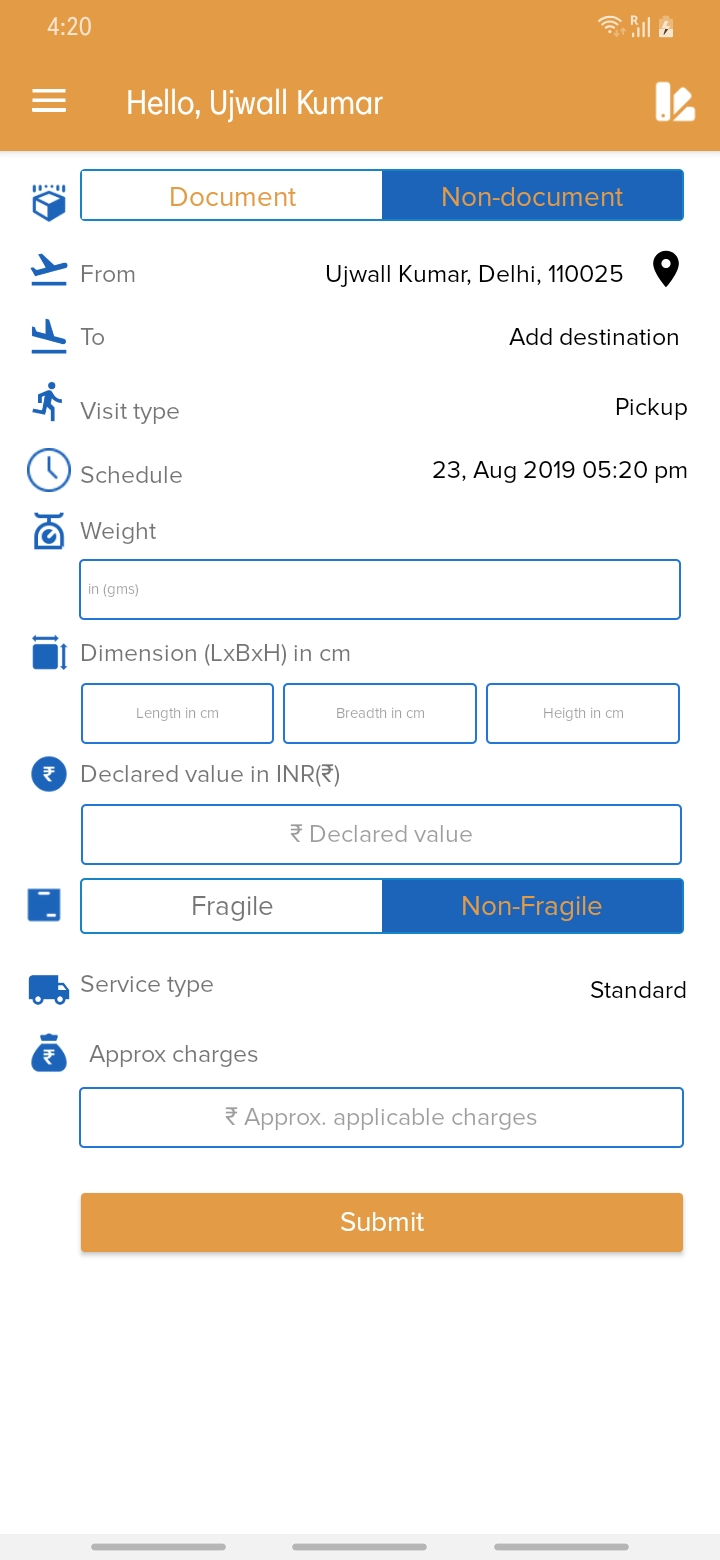 4:20
R
Hello, Ujwall Kumar
Document Non-document
From Ujwall Kumar, Delhi, 110025
To Add destination
Visit type Pickup
Schedule 23, Aug 2019 05:20 pm
Weight
in (gms)
Dimension (LxBxH) in cm
Length in cm Breadth in cm Heigth in cm
₹ Declared value in INR(₹)
₹ Declared value
Fragile Non-Fragile
Service type Standard
₹ Approx charges
₹ Approx. applicable charges
Submit